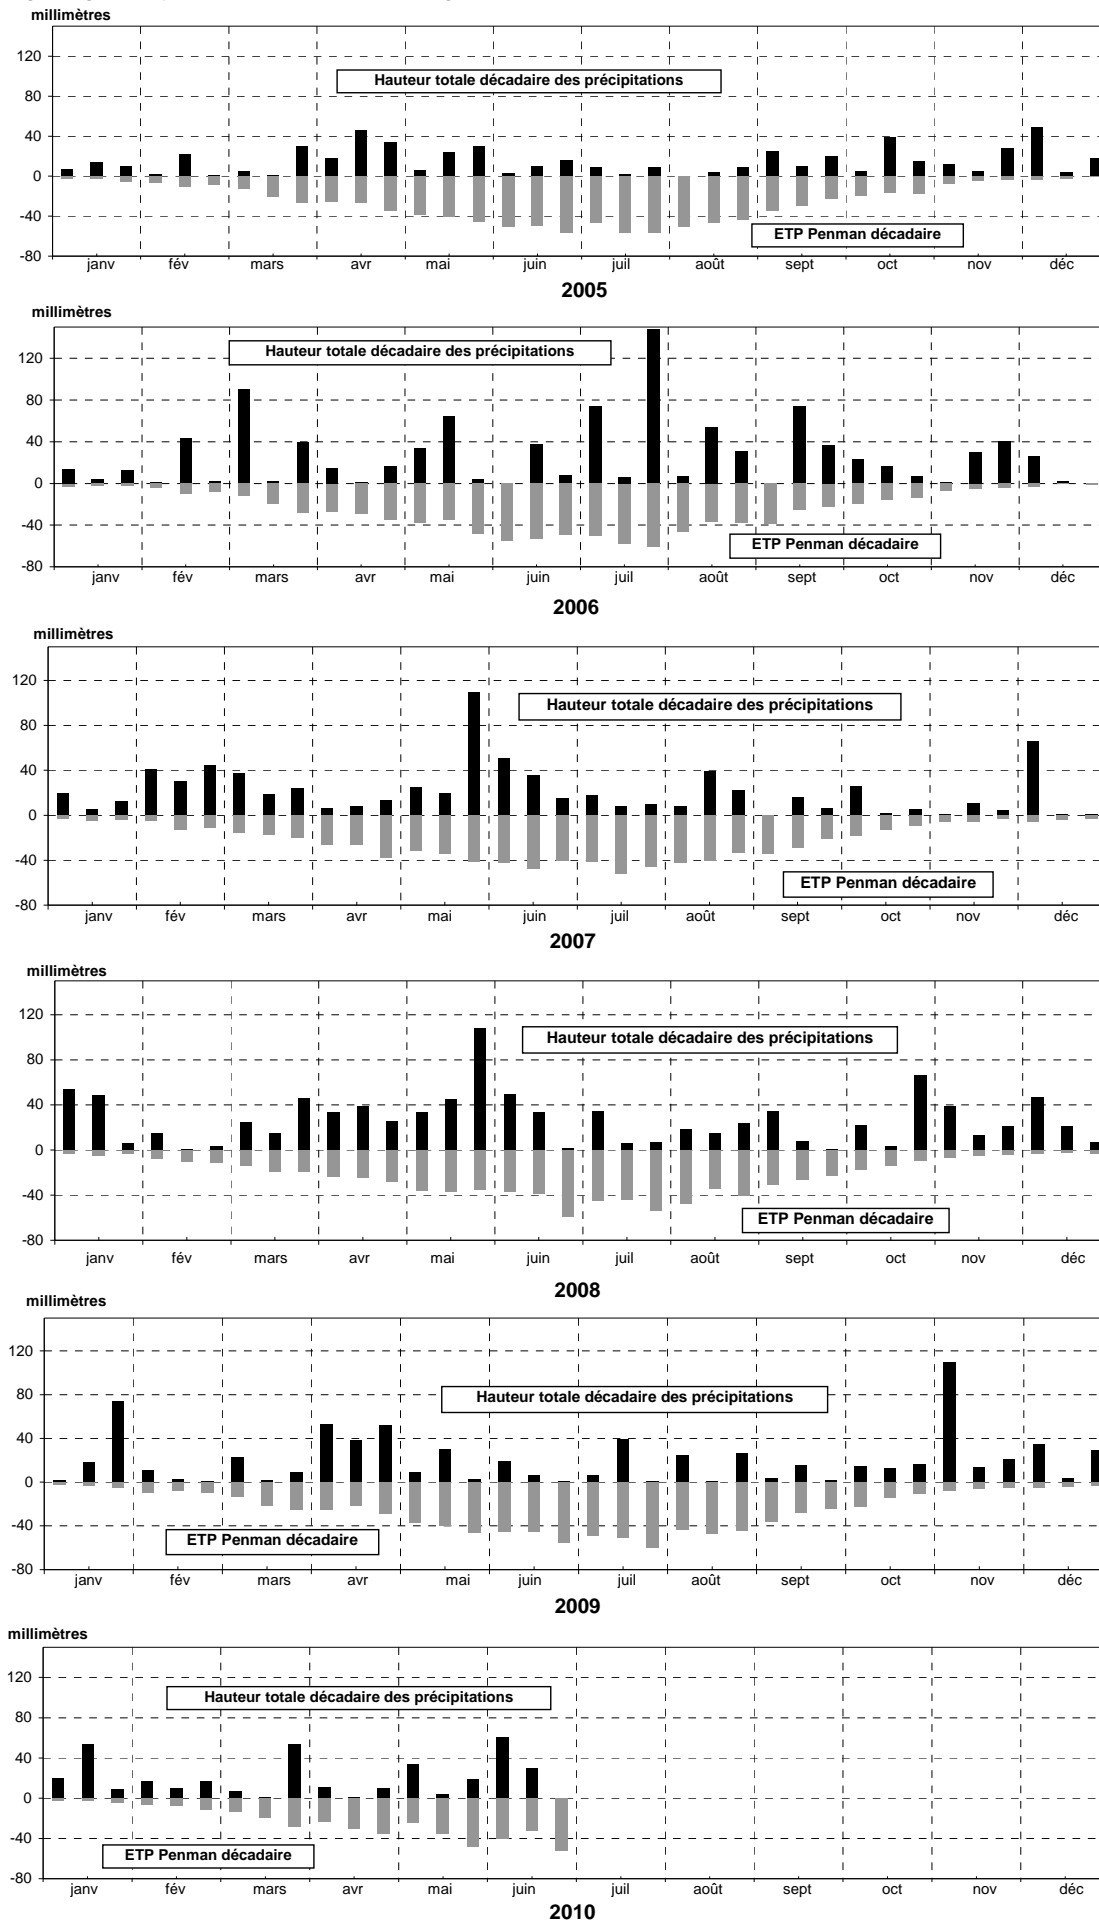 millimètres
120
80
Hauteur totale décadaire des précipitations
40
0
-40
ETP Penman décadaire
-80
janv fév mars avr mai juin juil août sept oct nov déc
2005
millimètres
120
Hauteur totale décadaire des précipitations
80
40
0
-40
ETP Penman décadaire
-80
janv fév mars avr mai juin juil août sept oct nov déc
2006
millimètres
120
Hauteur totale décadaire des précipitations
80
40
0
-40
ETP Penman décadaire
-80
janv fév mars avr mai juin juil août sept oct nov déc
2007
millimètres
120
Hauteur totale décadaire des précipitations
80
40
0
-40
ETP Penman décadaire
-80
janv fév mars avr mai juin juil août sept oct nov déc
2008
millimètres
120
80
Hauteur totale décadaire des précipitations
40
0
-40
ETP Penman décadaire
-80
janv fév mars avr mai juin juil août sept oct nov déc
2009
millimètres
120
Hauteur totale décadaire des précipitations
80
40
0
-40
ETP Penman décadaire
-80
janv fév mars avr mai juin juil août sept oct nov déc
2010